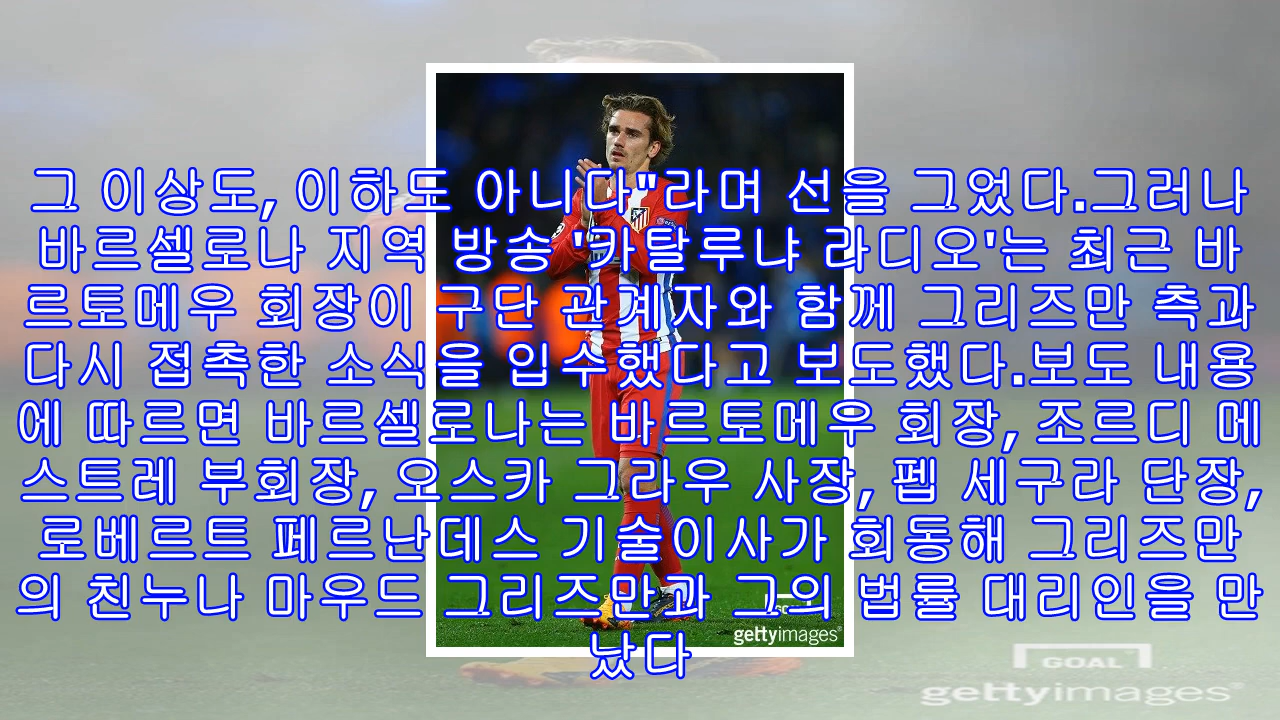 그 이상도, 이하도 아니다"라며 선을 그었다.그러나
바르셀로나 지역 방송 '카탈루냐 라디오'는 최근 바
르토메우 회장이 구단 관계자와 함께 그리즈만 측과
다시 접촉한 소식을 입수했다고 보도했다.보도 내용
에 따르면 바르셀로나는 바르토메우 회장, 조르디 메
스트레 부회장, 오스카 그라우 사장, 펩 세구라 단장,
로베르트 페르난데스 기술이사가 회동해 그리즈만
의 친누나 마우드 그리즈만과 그의 법률 대리인을 만
났다
gettyimages®
GOAL
gettyimages®